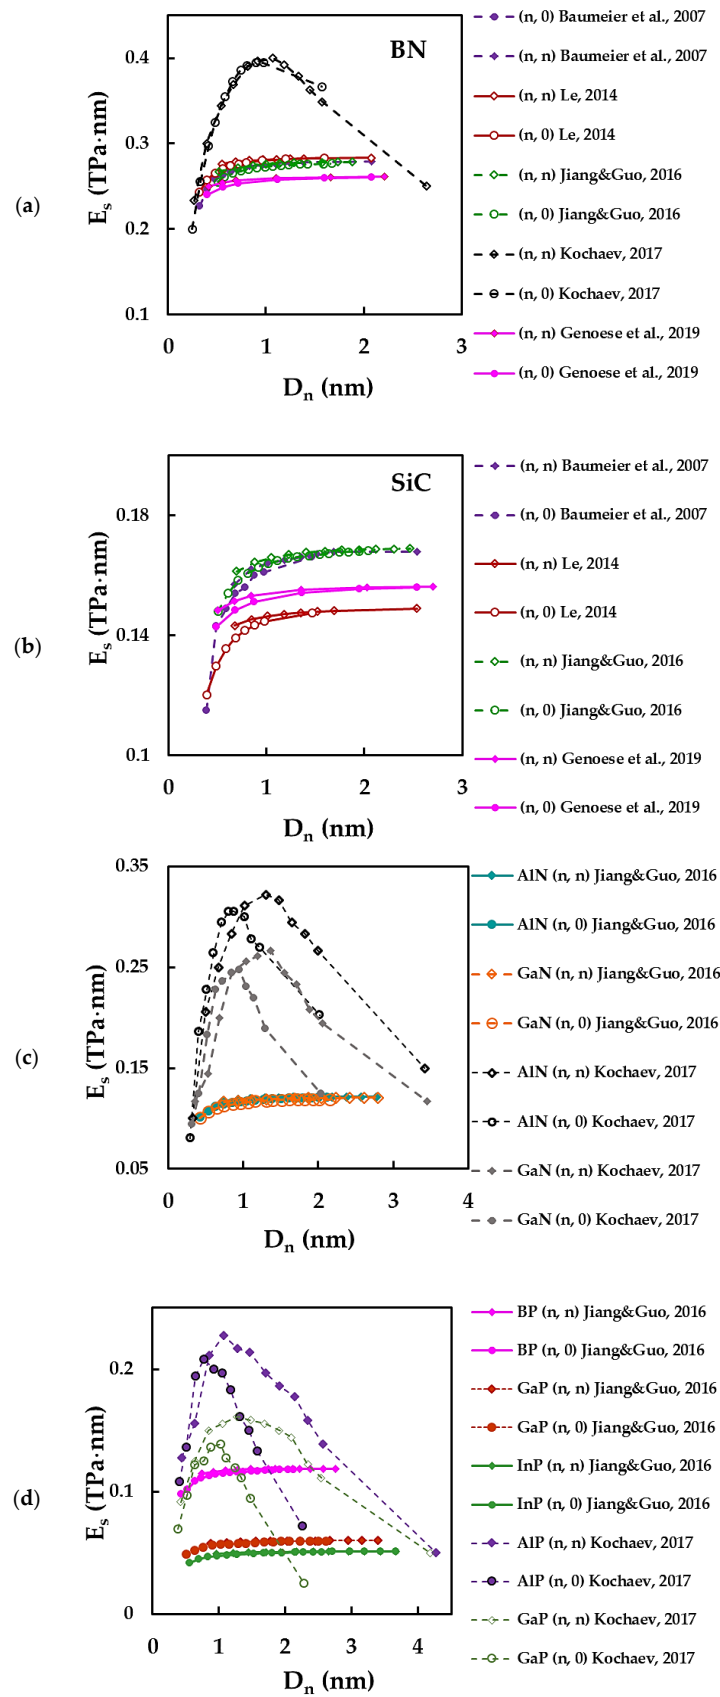 BN
(a)
E_s (TPa·nm)
0.4
0.3
0.2
0.1
0 1 2 3
D_n (nm)
(n, 0) Baumeier et al., 2007
(n, n) Baumeier et al., 2007
(n, n) Le, 2014
(n, 0) Le, 2014
(n, n) Jiang&Guo, 2016
(n, 0) Jiang&Guo, 2016
(n, n) Kochaev, 2017
(n, 0) Kochaev, 2017
(n, n) Genoese et al., 2019
(n, 0) Genoese et al., 2019
SiC
(b)
E_s (TPa·nm)
0.18
0.14
0.1
0 1 2 3
D_n (nm)
(n, n) Baumeier et al., 2007
(n, 0) Baumeier et al., 2007
(n, n) Le, 2014
(n, 0) Le, 2014
(n, n) Jiang&Guo, 2016
(n, 0) Jiang&Guo, 2016
(n, n) Genoese et al., 2019
(n, 0) Genoese et al., 2019
(c)
E_s (TPa·nm)
0.35
0.25
0.15
0.05
0 1 2 3 4
D_n (nm)
AlN (n, n) Jiang&Guo, 2016
AlN (n, 0) Jiang&Guo, 2016
GaN (n, n) Jiang&Guo, 2016
GaN (n, 0) Jiang&Guo, 2016
AlN (n, n) Kochaev, 2017
AlN (n, 0) Kochaev, 2017
GaN (n, n) Kochaev, 2017
GaN (n, 0) Kochaev, 2017
(d)
E_s (TPa·nm)
0.2
0.1
0
0 1 2 3 4
D_n (nm)
BP (n, n) Jiang&Guo, 2016
BP (n, 0) Jiang&Guo, 2016
GaP (n, n) Jiang&Guo, 2016
GaP (n, 0) Jiang&Guo, 2016
InP (n, n) Jiang&Guo, 2016
InP (n, 0) Jiang&Guo, 2016
AlP (n, n) Kochaev, 2017
AlP (n, 0) Kochaev, 2017
GaP (n, n) Kochaev, 2017
GaP (n, 0) Kochaev, 2017